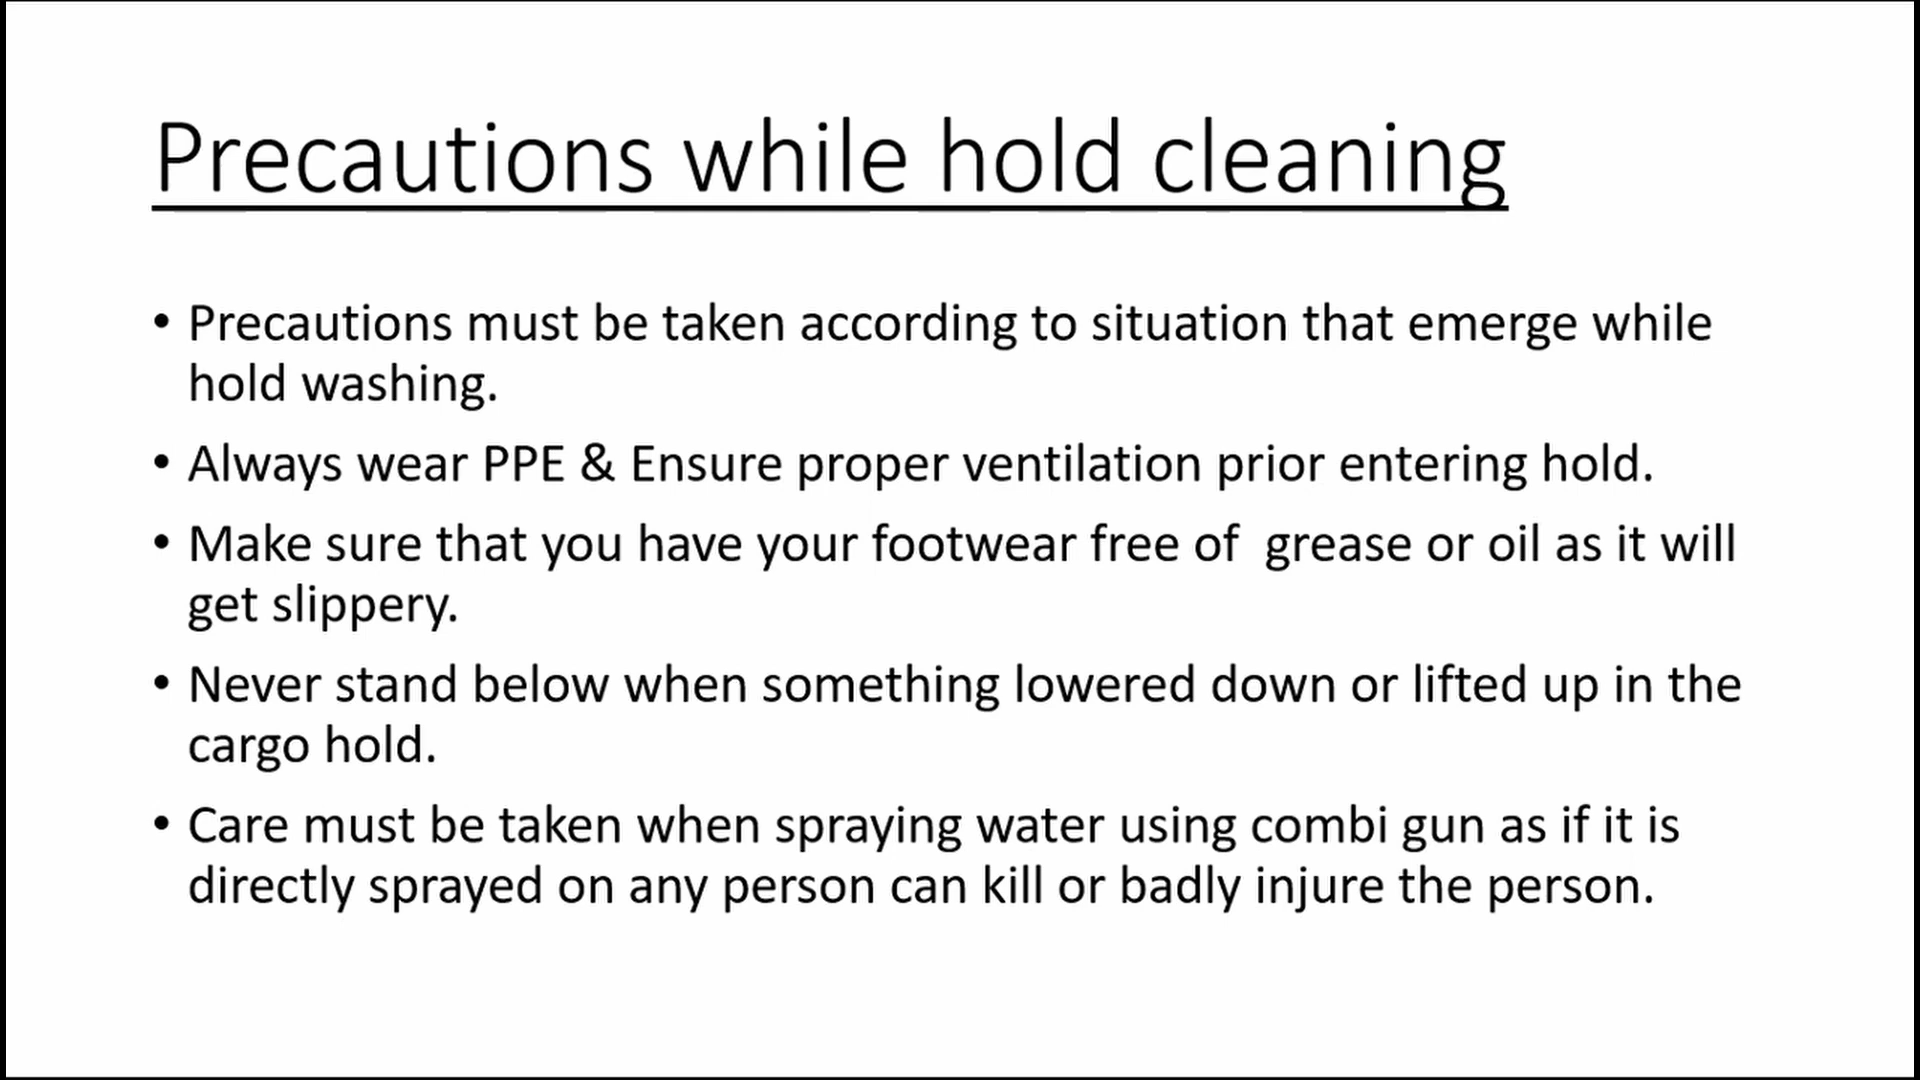 Precautions while hold cleaning
• Precautions must be taken according to situation that emerge while
hold washing.
• Always wear PPE & Ensure proper ventilation prior entering hold.
• Make sure that you have your footwear free of  grease or oil as it will
get slippery.
• Never stand below when something lowered down or lifted up in the
cargo hold.
• Care must be taken when spraying water using combi gun as if it is
directly sprayed on any person can kill or badly injure the person.